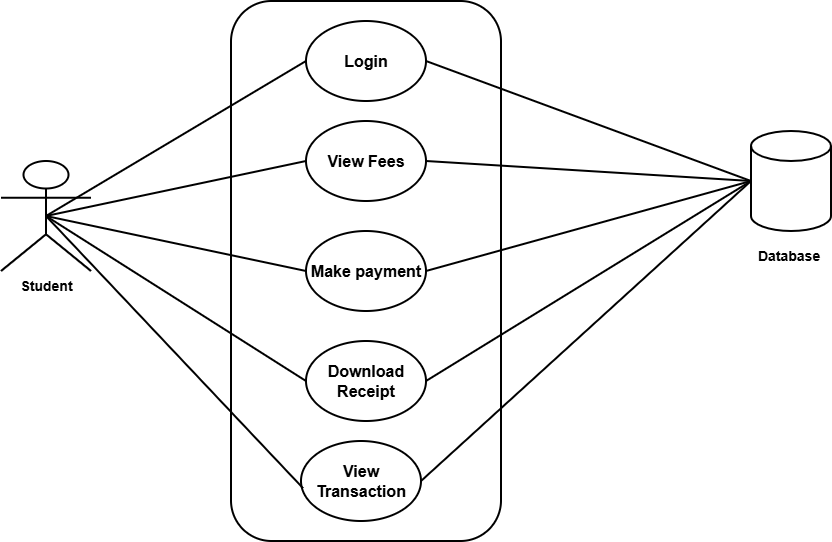 Login
View Fees
Make payment
Download
Receipt
View
Transaction
Student
Database